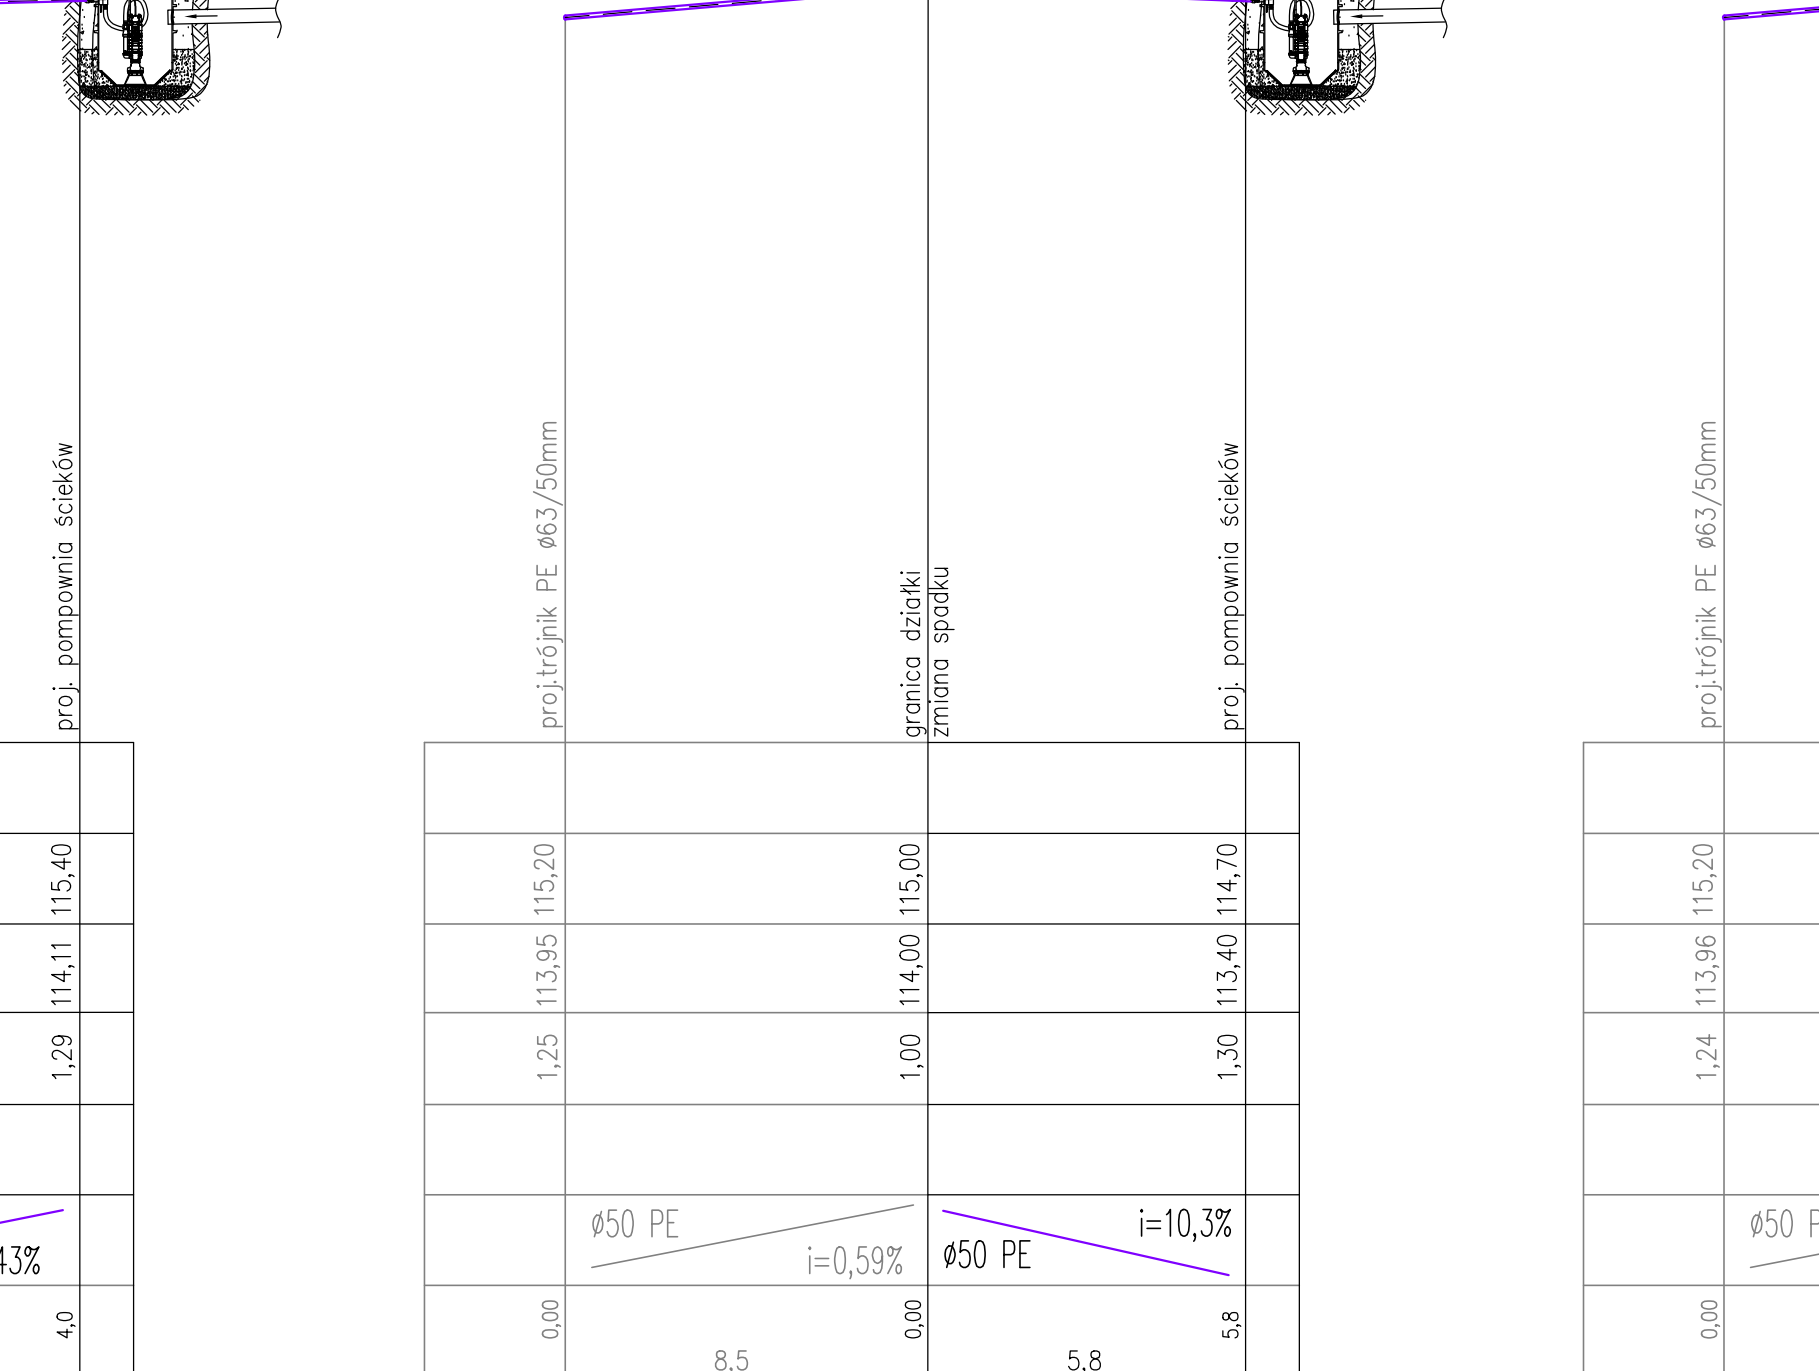 proj. pompownia ścieków
proj.trójnik PE ø63/50mm
granica działki
zmiana spadku
proj. pompownia ścieków
proj.trójnik PE ø63/50mm
115,40
115,20
115,00
114,70
115,20
114,11
113,95
114,00
113,40
113,96
1,29
1,25
1,00
1,30
1,24
43%
ø50 PE
i=0,59%
ø50 PE
i=10,3%
ø50 P
4,0
0,00
0,00
5,8
0,00
8,5
5,8